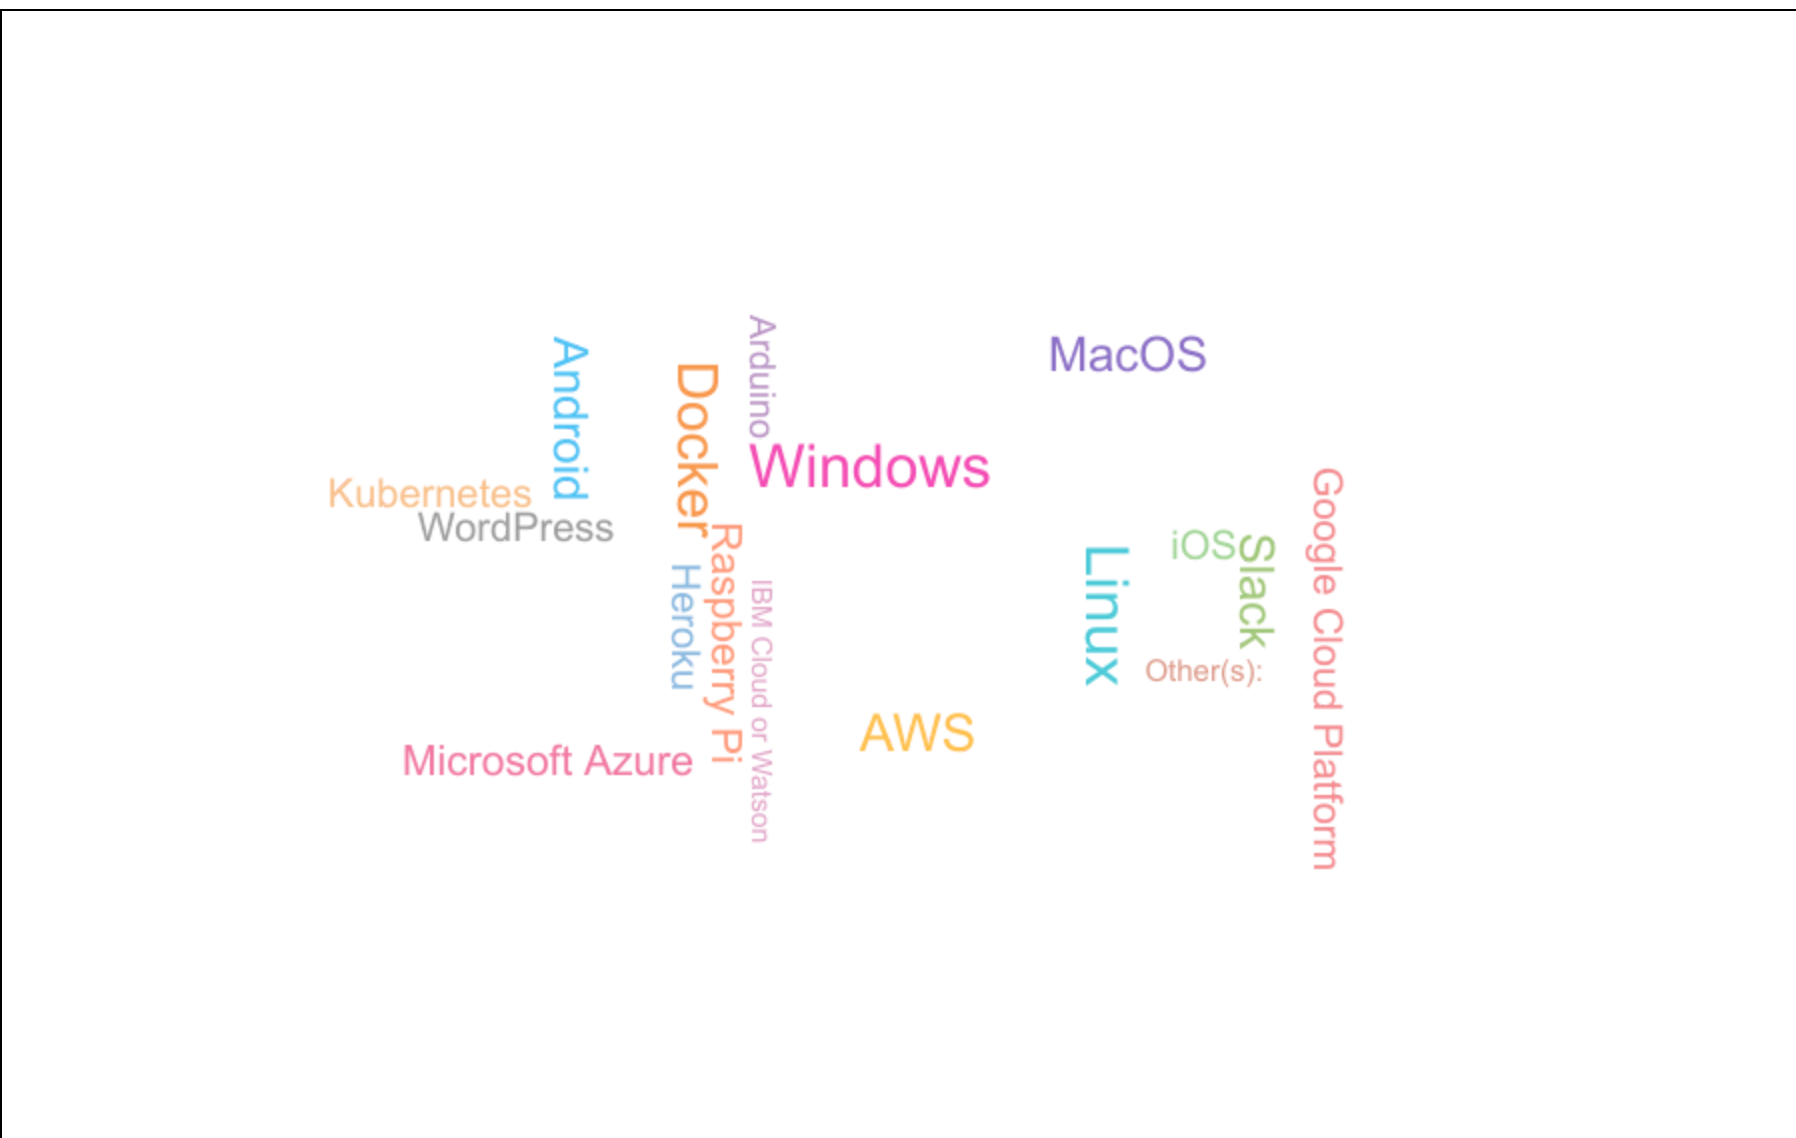 Arduino
MacOS
Android
Docker
Windows
Kubernetes
WordPress
Google Cloud Platform
Raspberry Pi
iOS
Slack
Linux
Heroku
IBM Cloud or Watson
Other(s):
AWS
Microsoft Azure